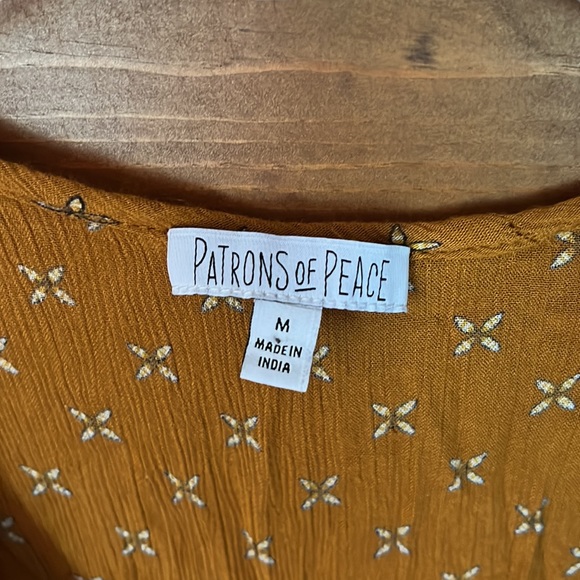 PATRONS OF PEACE
M
MADE IN
INDIA